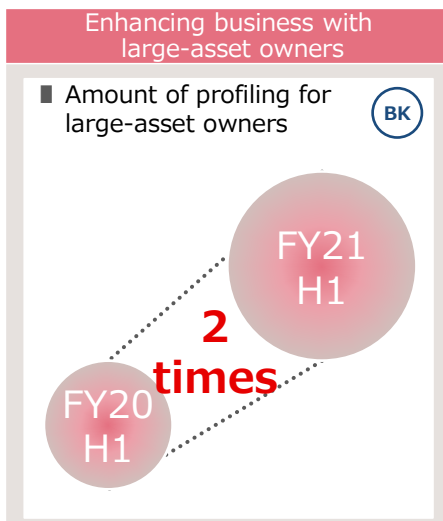 Enhancing business with
large-asset owners
■ Amount of profiling for
large-asset owners
BK
FY21
H1
2
times
FY20
H1